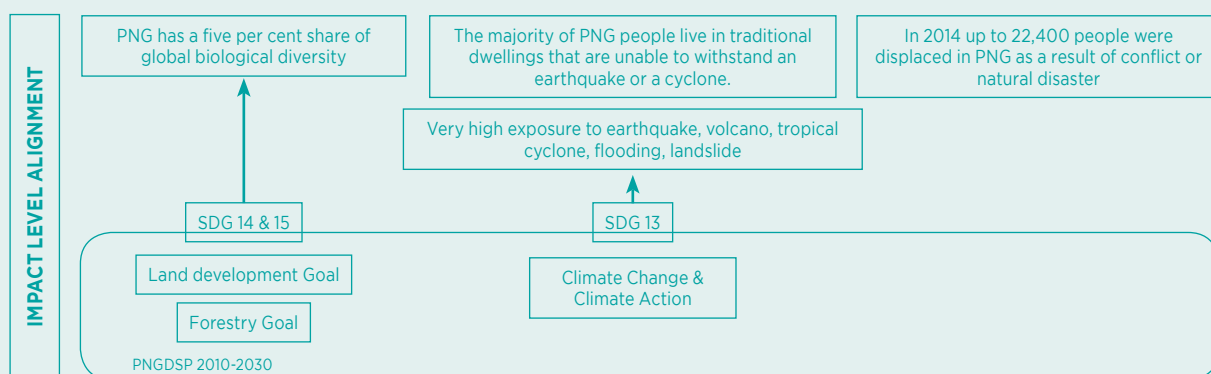 IMPACT LEVEL ALIGNMENT
PNG has a five per cent share of
global biological diversity
The majority of PNG people live in traditional
dwellings that are unable to withstand an
earthquake or a cyclone.
In 2014 up to 22,400 people were
displaced in PNG as a result of conflict or
natural disaster
Very high exposure to earthquake, volcano, tropical
cyclone, flooding, landslide
SDG 14 & 15
SDG 13
Land development Goal
Forestry Goal
Climate Change &
Climate Action
PNGDSP 2010-2030